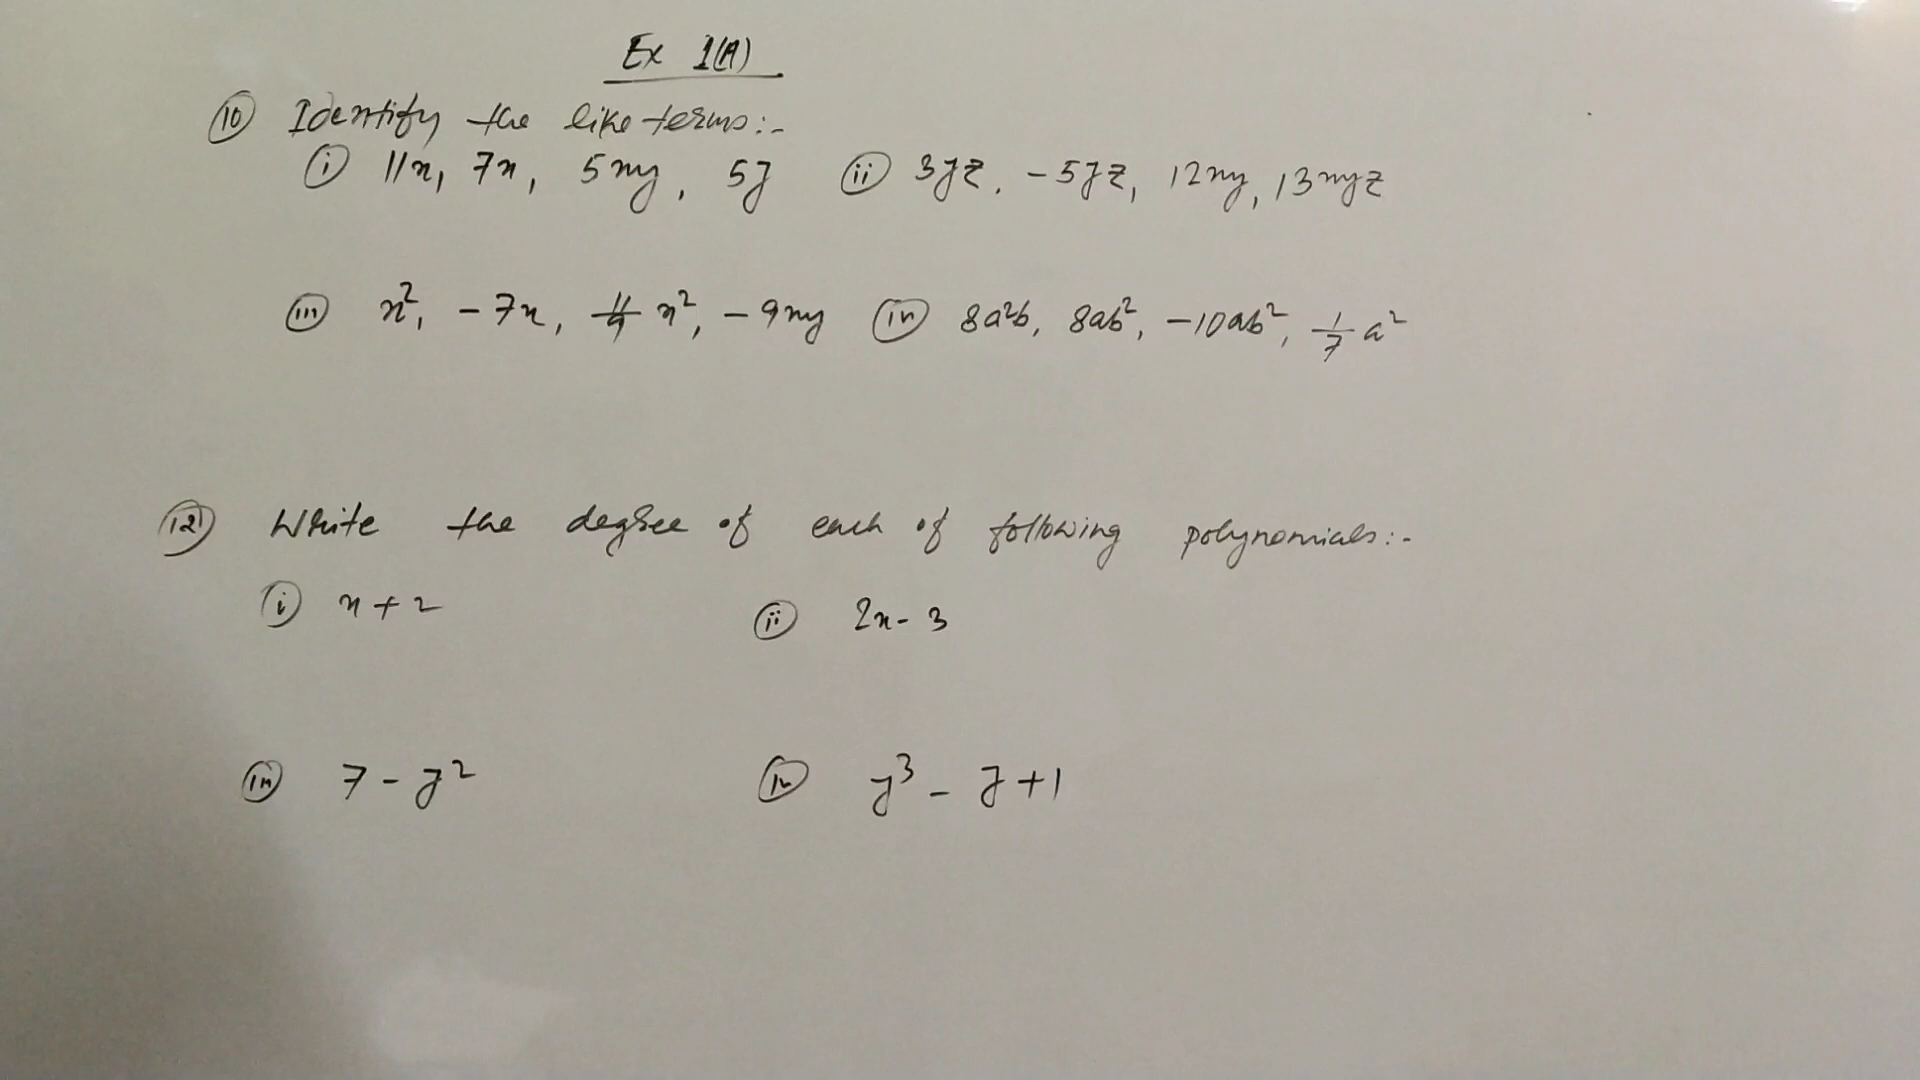 Ex 1(A)
(10) Identify the like terms:-
(i) 11x, 7x, 5xy, 5y (ii) 3yz, -5yz, 12xy, 13xyz
(iii) x², -7x, 11/9 x², -9xy (iv) 8a²b, 8ab², -10ab², 1/7 a²
(12) Write the degree of each of following polynomials:-
(i) x+2 (ii) 2x-3
(iii) 7-y² (iv) y³-y+1